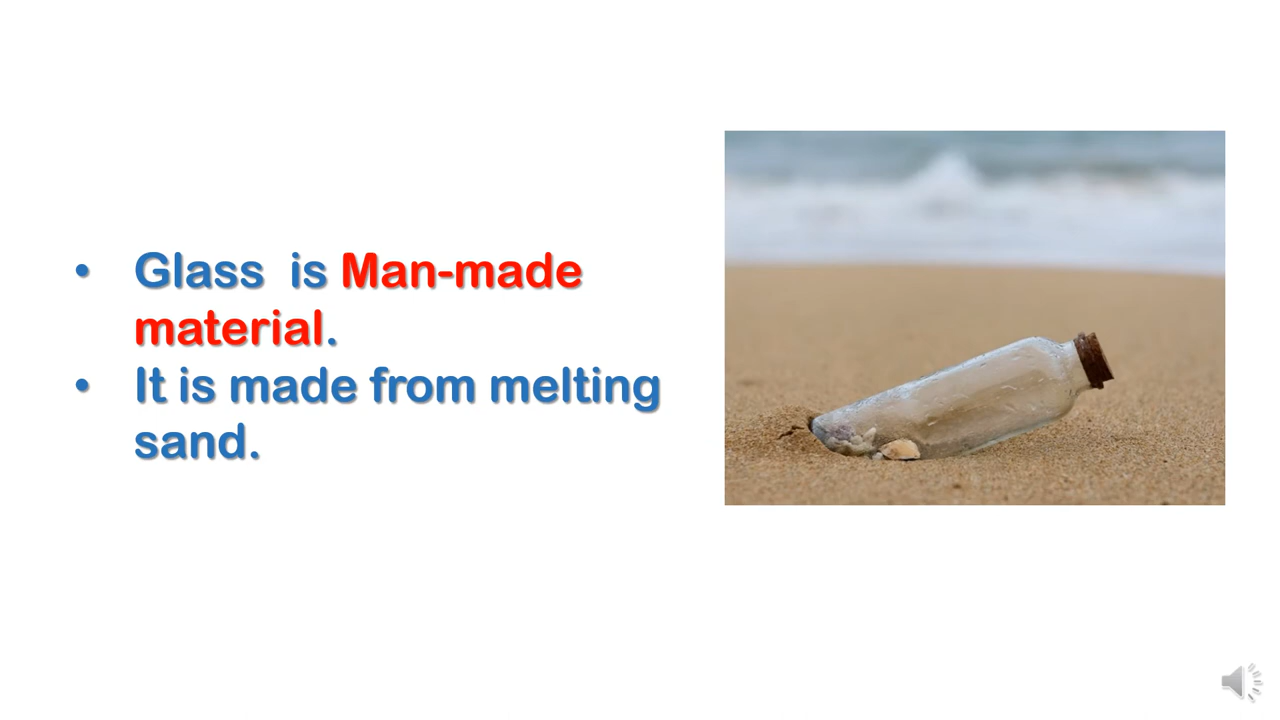 • Glass  is Man-made
material.
• It is made from melting
sand.